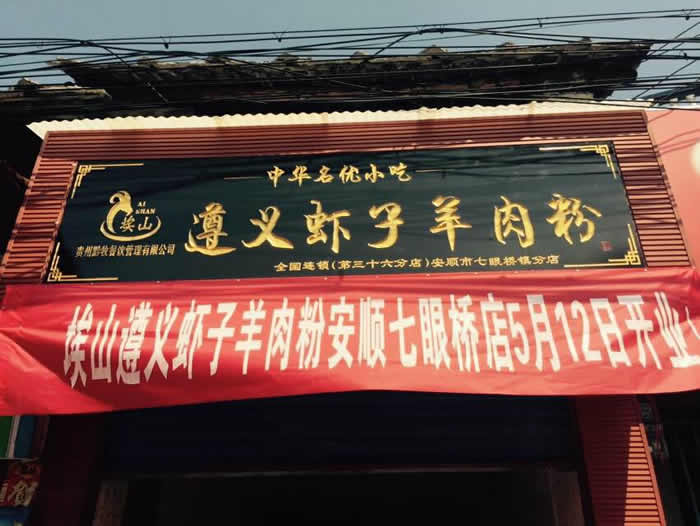 中华名优小吃
AI
SHAN
埃山
贵州黔牧餐饮管理有限公司
遵义虾子羊肉粉
全国连锁(第三十六分店)安顺市七眼桥镇分店
埃山遵义虾子羊肉粉安顺七眼桥店5月12日开业